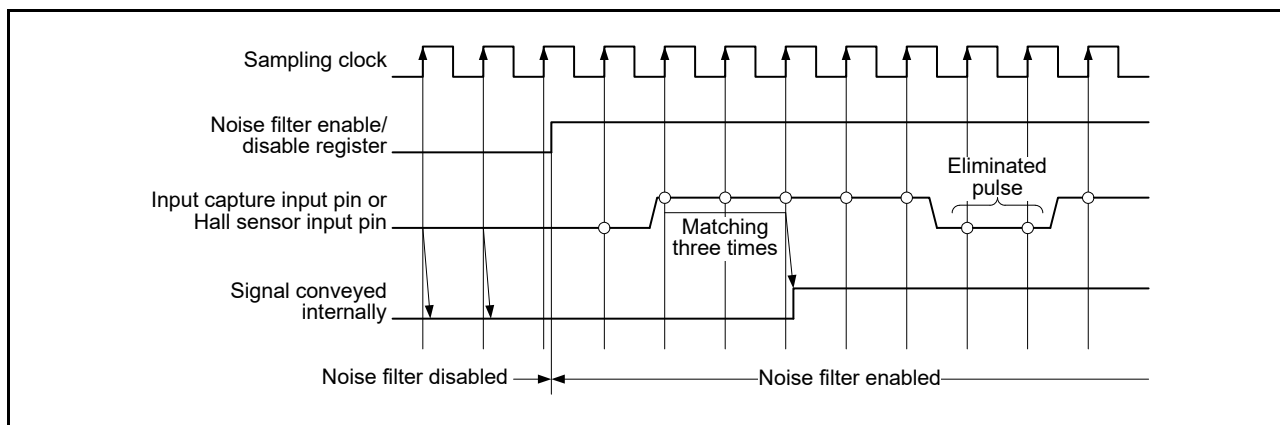 Sampling clock
Noise filter enable/
disable register
Eliminated
pulse
Input capture input pin or
Hall sensor input pin
Matching
three times
Signal conveyed
internally
Noise filter disabled
Noise filter enabled